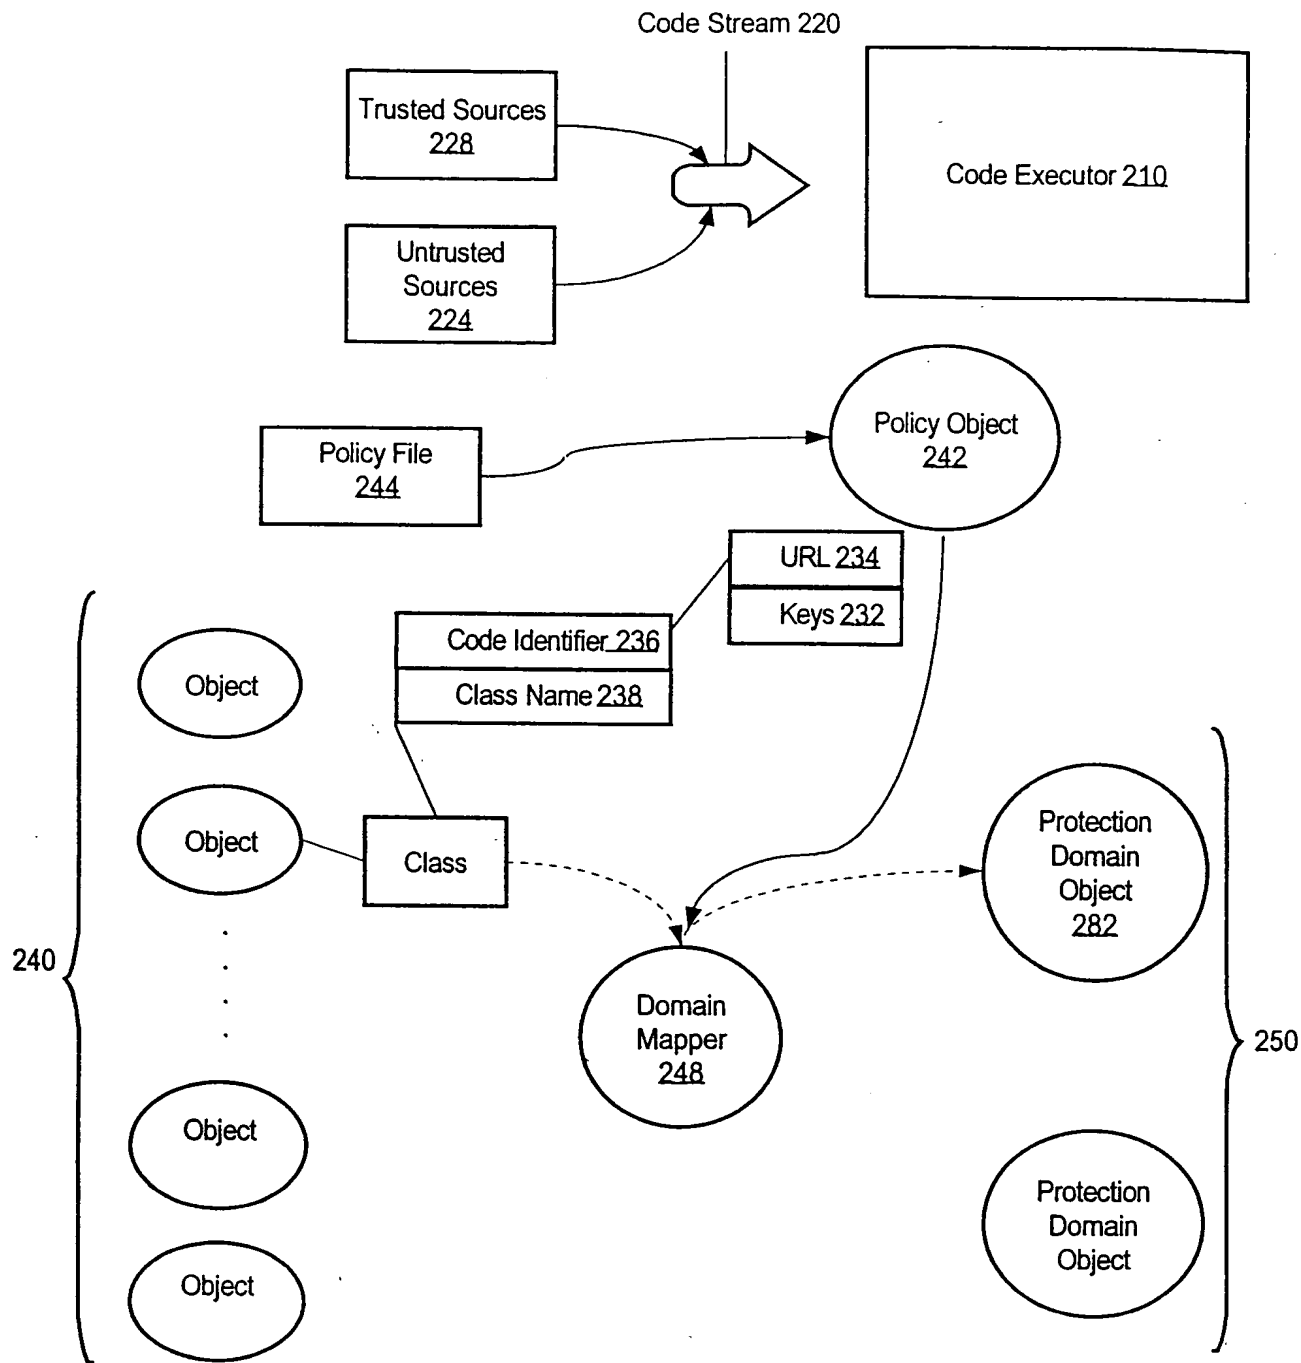 Code Stream 220
Trusted Sources
228
Code Executor 210
Untrusted
Sources
224
Policy Object
242
Policy File
244
URL 234
Keys 232
Code Identifier 236
Class Name 238
Object
Object
Class
Protection
Domain
Object
282
240
Domain
Mapper
248
250
Object
Protection
Domain
Object
Object